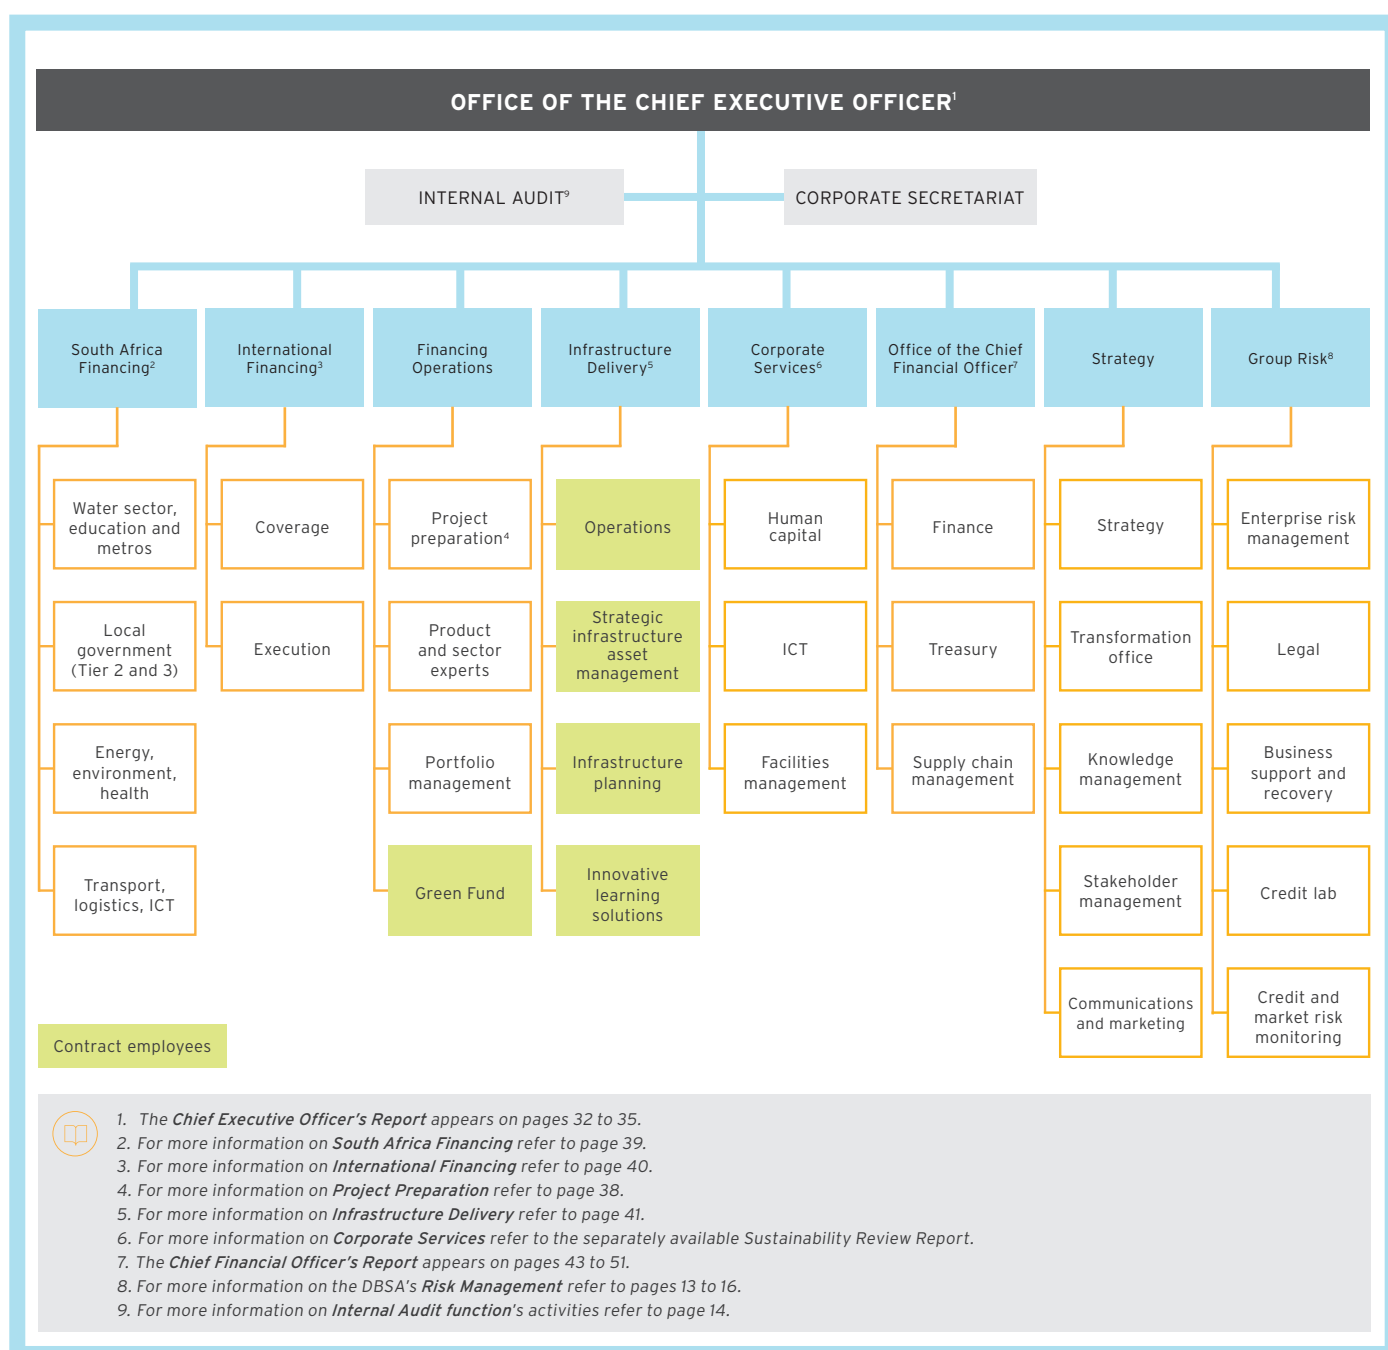 OFFICE OF THE CHIEF EXECUTIVE OFFICER¹
INTERNAL AUDIT⁹
CORPORATE SECRETARIAT
South Africa
Financing²
International
Financing³
Financing
Operations
Infrastructure
Delivery⁵
Corporate
Services⁶
Office of the Chief
Financial Officer⁷
Strategy
Group Risk⁸
Water sector,
education and
metros
Local
government
(Tier 2 and 3)
Energy,
environment,
health
Transport,
logistics, ICT
Coverage
Execution
Project
preparation⁴
Product
and sector
experts
Portfolio
management
Green Fund
Operations
Strategic
infrastructure
asset
management
Infrastructure
planning
Innovative
learning
solutions
Human
capital
ICT
Facilities
management
Finance
Treasury
Supply chain
management
Strategy
Transformation
office
Knowledge
management
Stakeholder
management
Communications
and marketing
Enterprise risk
management
Legal
Business
support and
recovery
Credit lab
Credit and
market risk
monitoring
Contract employees
1. The Chief Executive Officer's Report appears on pages 32 to 35.
2. For more information on South Africa Financing refer to page 39.
3. For more information on International Financing refer to page 40.
4. For more information on Project Preparation refer to page 38.
5. For more information on Infrastructure Delivery refer to page 41.
6. For more information on Corporate Services refer to the separately available Sustainability Review Report.
7. The Chief Financial Officer's Report appears on pages 43 to 51.
8. For more information on the DBSA's Risk Management refer to pages 13 to 16.
9. For more information on Internal Audit function's activities refer to page 14.